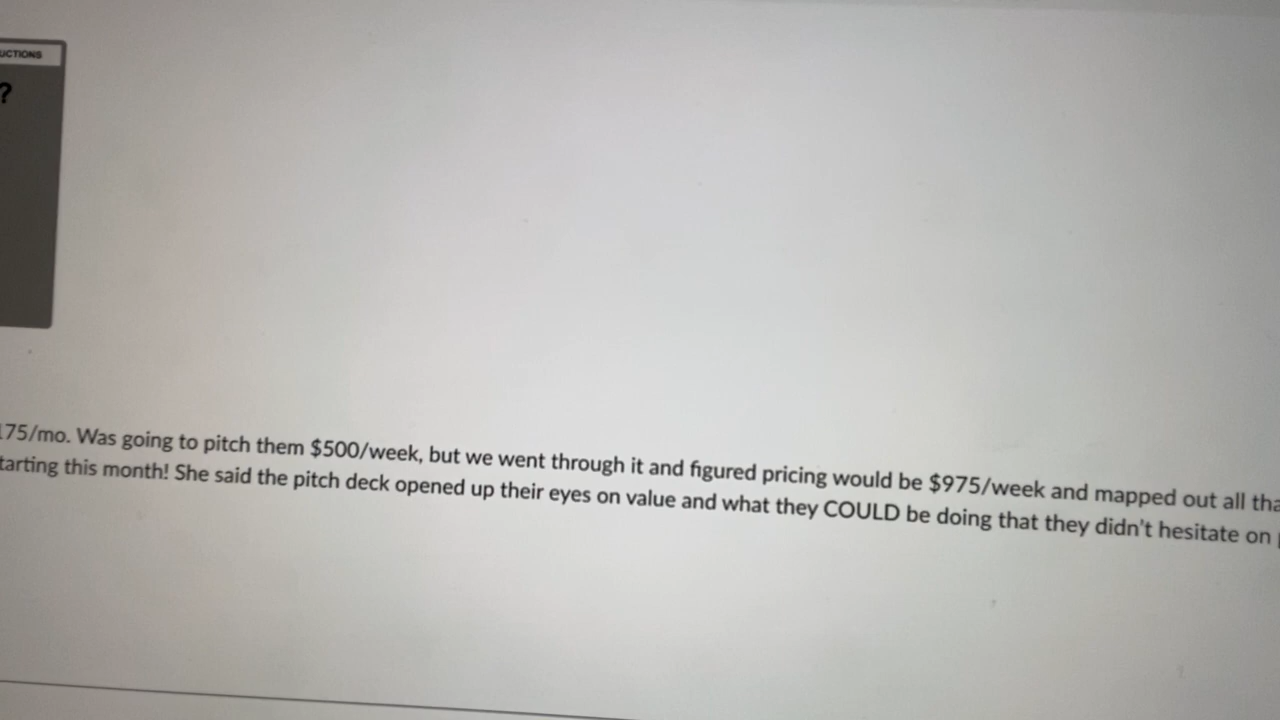 UCTIONS
?
175/mo. Was going to pitch them $500/week, but we went through it and figured pricing would be $975/week and mapped out all tha
tarting this month! She said the pitch deck opened up their eyes on value and what they COULD be doing that they didn't hesitate on